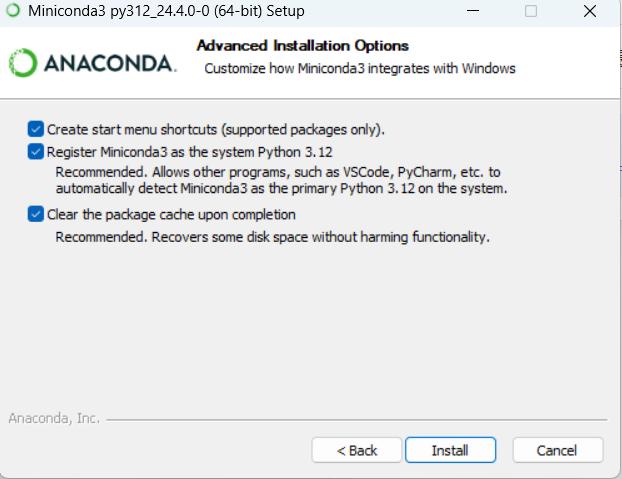 Miniconda3 py312_24.4.0-0 (64-bit) Setup
ANACONDA.
Advanced Installation Options
Customize how Miniconda3 integrates with Windows
Create start menu shortcuts (supported packages only).
Register Miniconda3 as the system Python 3.12
Recommended. Allows other programs, such as VSCode, PyCharm, etc. to
automatically detect Miniconda3 as the primary Python 3.12 on the system.
Clear the package cache upon completion
Recommended. Recovers some disk space without harming functionality.
Anaconda, Inc.
< Back Install Cancel